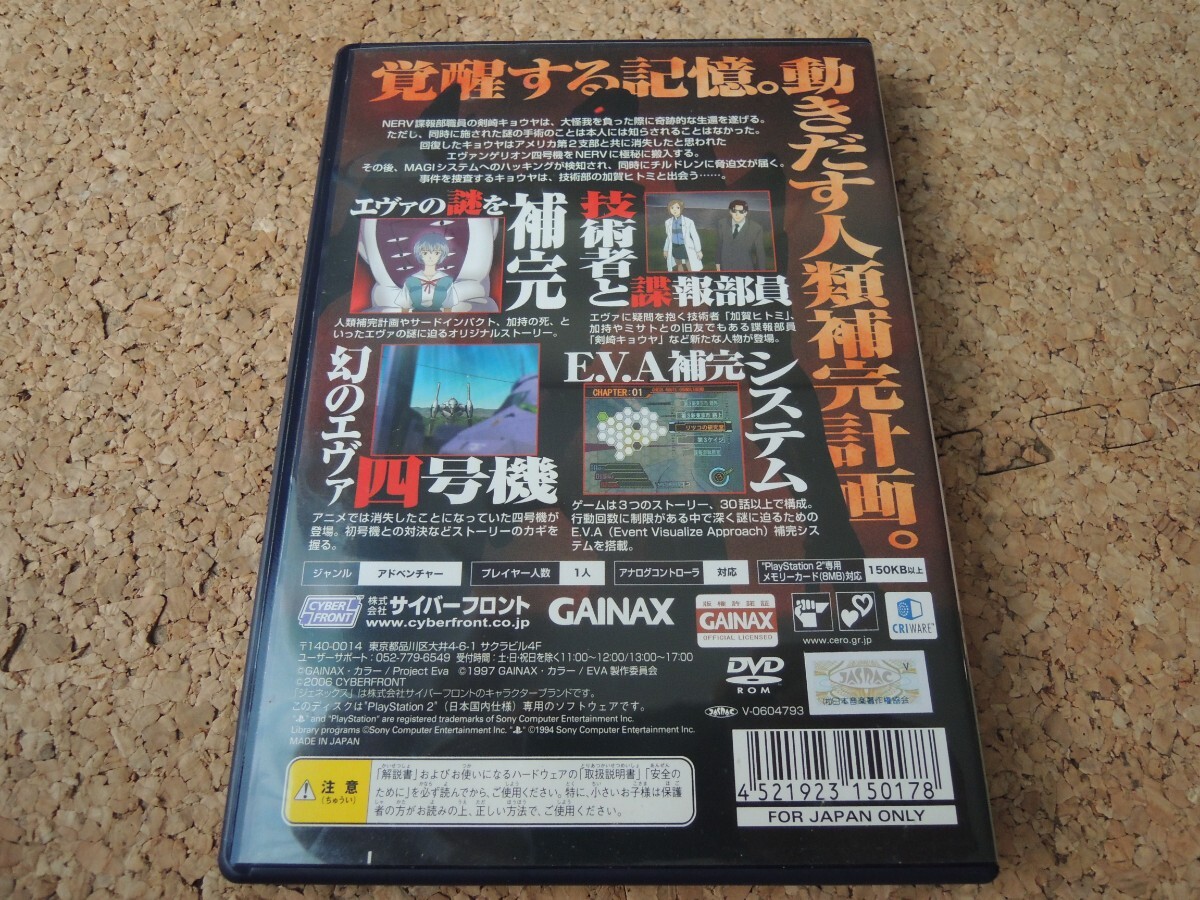 覚醒する記憶。動きだす人類補完計画。
NERV諜報部職員の剣崎キョウヤは、大怪我を負った際に奇跡的な生還を遂げる。
ただし、同時に施された謎の手術のことは本人には知らされることはなかった。
回復したキョウヤはアメリカ第2支部と共に消失したと思われた
エヴァンゲリオン四号機をNERVに極秘に搬入する。
その後、MAGIシステムへのハッキングが検知され、同時にチルドレンに脅迫文が届く。
事件を捜査するキョウヤは、技術部の加賀ヒトミと出会う……。
エヴァの謎を補完
人類補完計画やサードインパクト、加持の死、と
いったエヴァの謎に迫るオリジナルストーリー。
技術者と諜報部員
エヴァに疑問を抱く技術者「加賀ヒトミ」、
加持やミサトとの旧友でもある諜報部員
「剣崎キョウヤ」など新たな人物が登場。
幻のエヴァ四号機
アニメでは消失したことになっていた四号機が
登場。初号機との対決などストーリーのカギを
握る。
E.V.A補完システム
CHAPTER:01
リツコの研究室
第3ケイジ
ゲームは3つのストーリー、30話以上で構成。
行動回数に制限がある中で深く謎に迫るための
E.V.A（Event Visualize Approach）補完シス
テムを搭載。
ジャンル アドベンチャー
プレイヤー人数 1人
アナログコントローラ 対応
"PlayStation 2"専用
メモリーカード(8MB)対応 150KB以上
CYBER FRONT
株式会社サイバーフロント
www.cyberfront.co.jp
GAINAX
版権許諾証
GAINAX
OFFICIAL LICENSED
www.cero.gr.jp
CRIWARE™
〒140-0014 東京都品川区大井4-6-1 サクラビル4F
ユーザーサポート：052-779-6549 受付時間：土・日・祝日を除く11:00〜12:00/13:00〜17:00
©GAINAX・カラー / Project Eva ©1997 GAINAX・カラー / EVA 製作委員会
©2006 CYBERFRONT
「ジェネックス」は株式会社サイバーフロントのキャラクターブランドです。
このディスクは"PlayStation 2"（日本国内仕様）専用のソフトウェアです。
" " and "PlayStation" are registered trademarks of Sony Computer Entertainment Inc.
Library programs ©Sony Computer Entertainment Inc. " " ©1994 Sony Computer Entertainment Inc.
MADE IN JAPAN
DVD
ROM
JASRAC
V
JASRAC V-0604793
注意
（ちゅうい）
「解説書」およびお使いになるハードウェアの「取扱説明書」「安全の
ために」を必ず読んでから、ご使用ください。特に、小さいお子様は保護
者の方がお読みの上、正しい方法で、ご使用ください。
4 521923 150178
FOR JAPAN ONLY